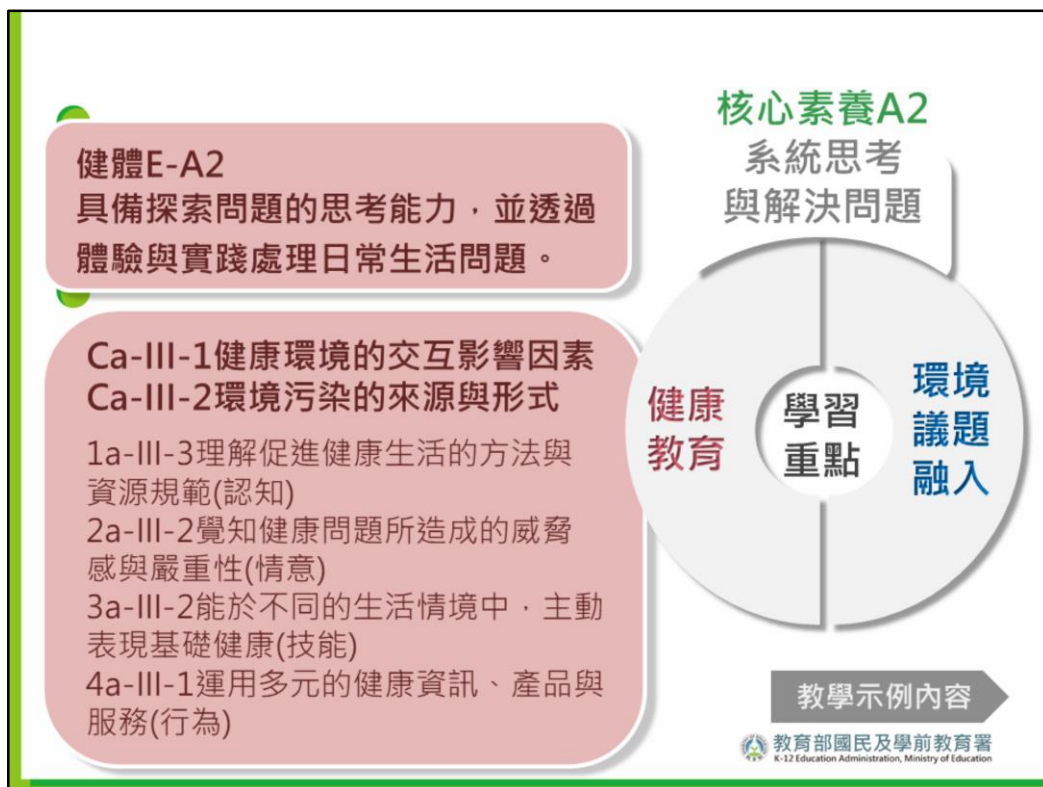 核心素養A2
系統思考
與解決問題
健體E-A2
具備探索問題的思考能力，並透過
體驗與實踐處理日常生活問題。
Ca-III-1健康環境的交互影響因素
Ca-III-2環境污染的來源與形式
1a-III-3理解促進健康生活的方法與
資源規範(認知)
2a-III-2覺知健康問題所造成的威脅
感與嚴重性(情意)
3a-III-2能於不同的生活情境中，主動
表現基礎健康(技能)
4a-III-1運用多元的健康資訊、產品與
服務(行為)
健康
教育
學習
重點
環境
議題
融入
教學示例內容
教育部國民及學前教育署
K-12 Education Administration, Ministry of Education